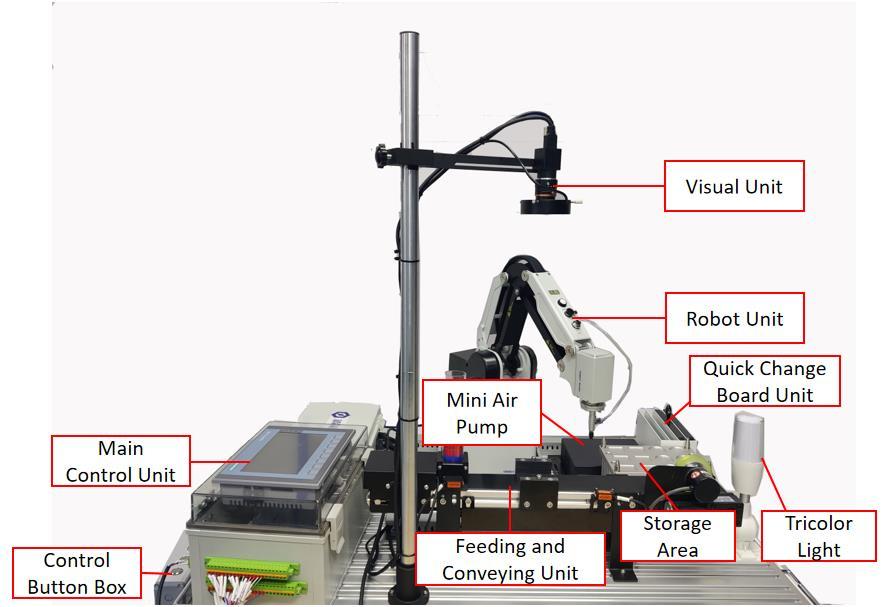 Visual Unit
Robot Unit
Quick Change
Board Unit
Mini Air
Pump
Main
Control Unit
Storage
Area
Tricolor
Light
Feeding and
Conveying Unit
Control
Button Box